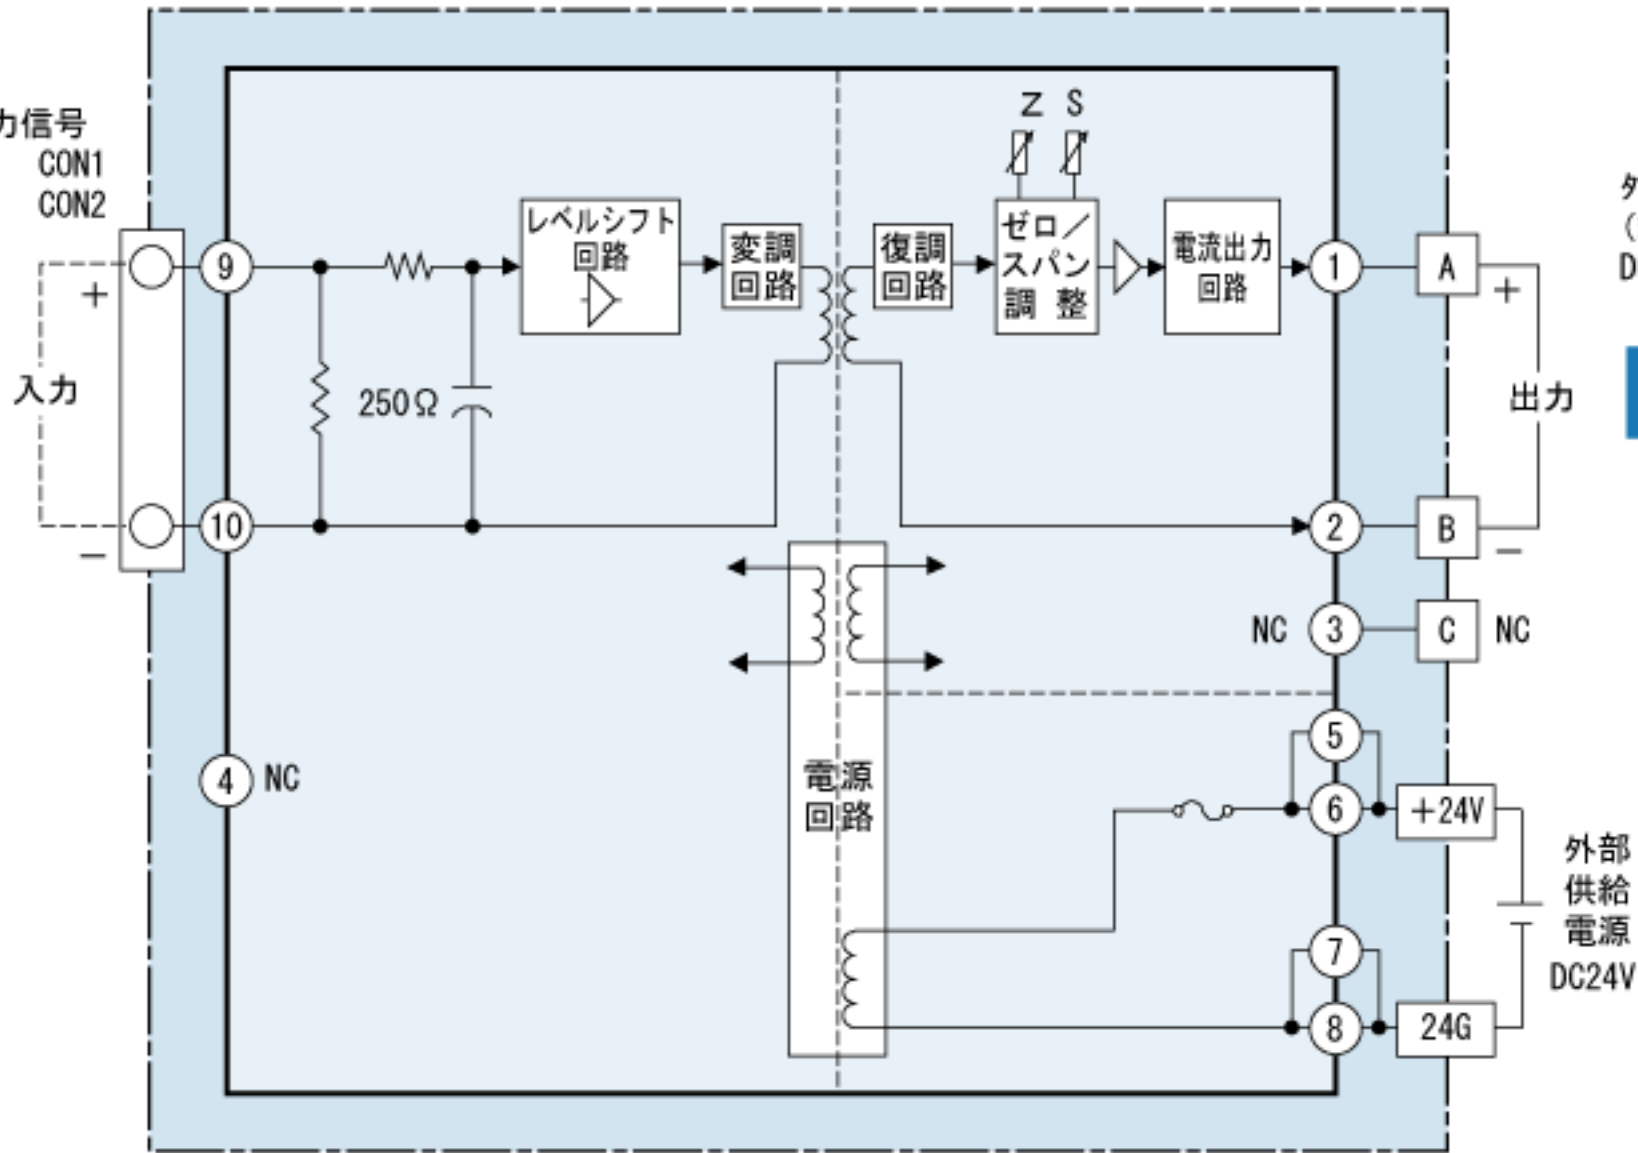 力信号
CON1
CON2
入力
+
−
9
10
4 NC
250Ω
レベルシフト
回路
変調
回路
復調
回路
Z S
ゼロ／
スパン
調 整
電流出力
回路
電源
回路
1
2
NC 3
5
6
7
8
A
B
C NC
+
−
出力
+24V
24G
外部
供給
電源
DC24V
（
D